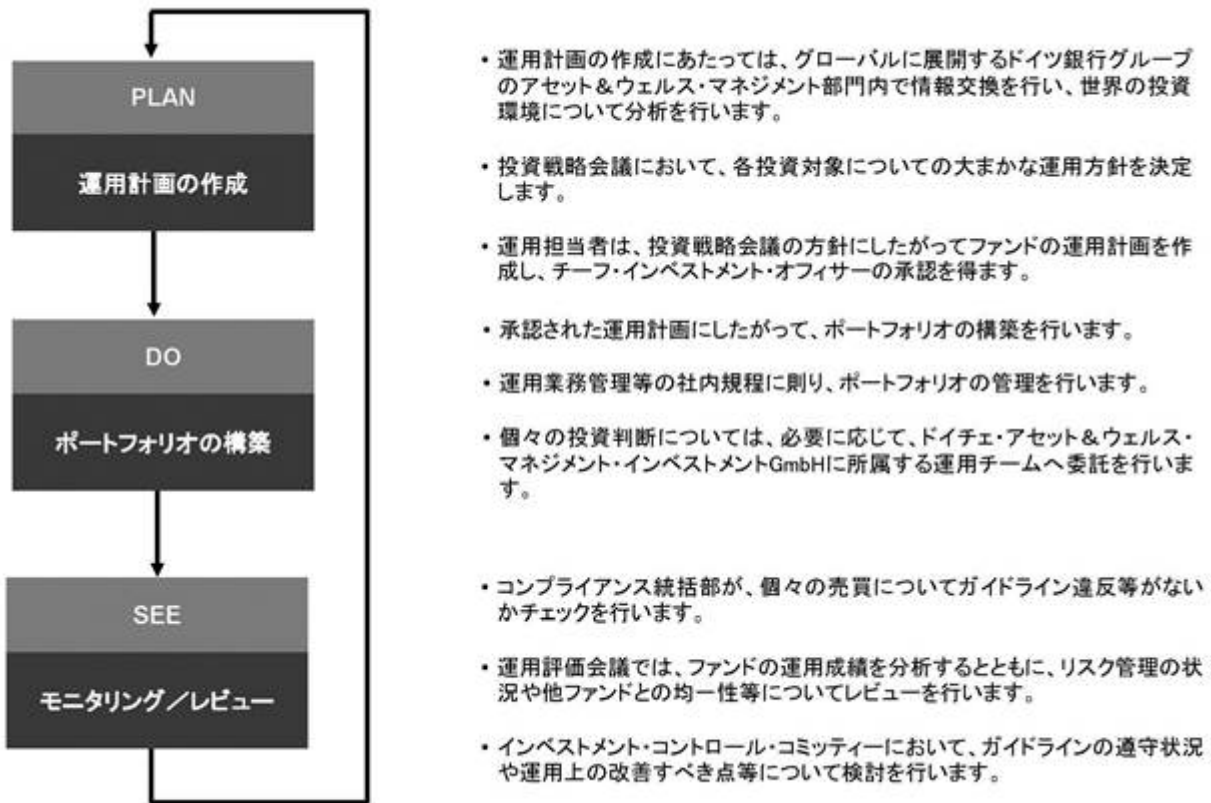 PLAN
運用計画の作成
・運用計画の作成にあたっては、グローバルに展開するドイツ銀行グループ
のアセット＆ウェルス・マネジメント部門内で情報交換を行い、世界の投資
環境について分析を行います。
・投資戦略会議において、各投資対象についての大まかな運用方針を決定
します。
・運用担当者は、投資戦略会議の方針にしたがってファンドの運用計画を作
成し、チーフ・インベストメント・オフィサーの承認を得ます。
DO
ポートフォリオの構築
・承認された運用計画にしたがって、ポートフォリオの構築を行います。
・運用業務管理等の社内規程に則り、ポートフォリオの管理を行います。
・個々の投資判断については、必要に応じて、ドイチェ・アセット＆ウェルス・
マネジメント・インベストメントGmbHに所属する運用チームへ委託を行いま
す。
SEE
モニタリング／レビュー
・コンプライアンス統括部が、個々の売買についてガイドライン違反等がない
かチェックを行います。
・運用評価会議では、ファンドの運用成績を分析するとともに、リスク管理の状
況や他ファンドとの均一性等についてレビューを行います。
・インベストメント・コントロール・コミッティーにおいて、ガイドラインの遵守状況
や運用上の改善すべき点等について検討を行います。